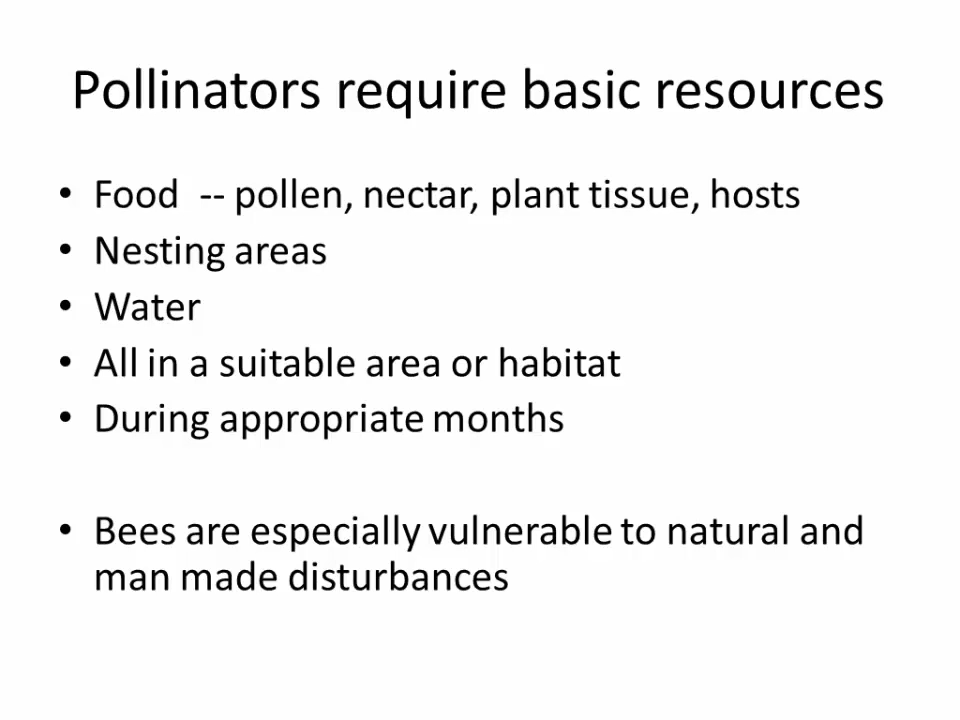 Pollinators require basic resources
• Food -- pollen, nectar, plant tissue, hosts
• Nesting areas
• Water
• All in a suitable area or habitat
• During appropriate months
• Bees are especially vulnerable to natural and
man made disturbances